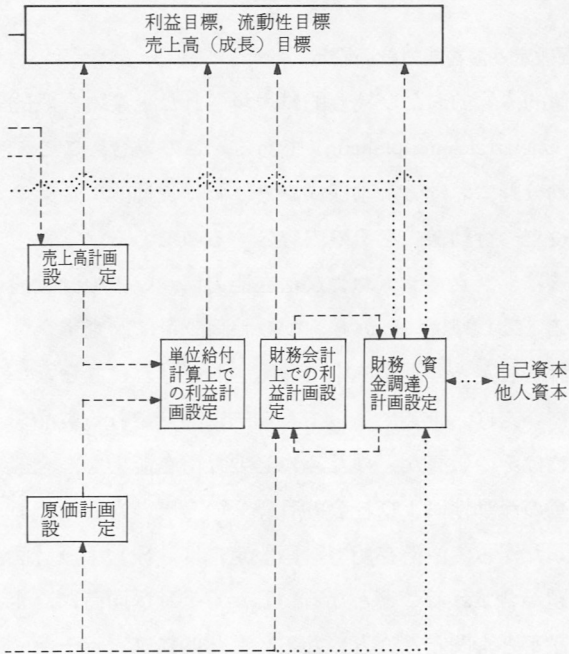 利益目標，流動性目標
売上高（成長）目標
売上高計画
設　　定
単位給付
計算上で
の利益計
画設定
財務会計
上での利
益計画設
定
財務（資
金調達）
計画設定
自己資本
他人資本
原価計画
設　　定